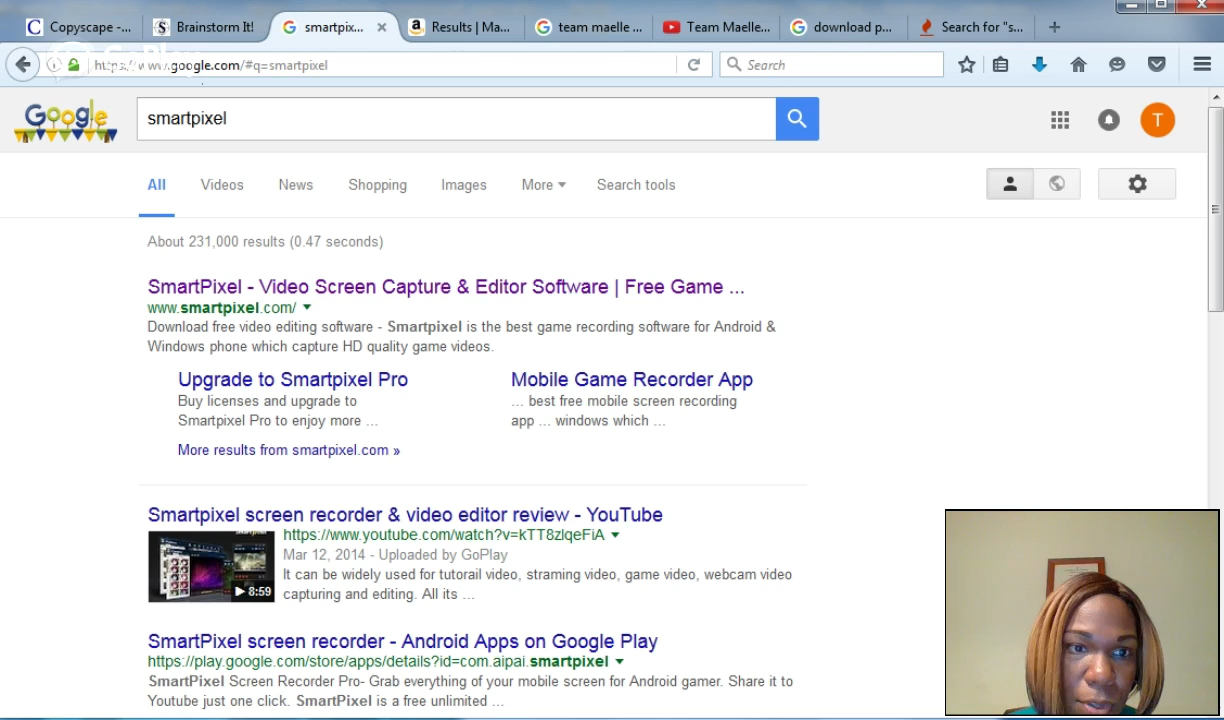 Copyscape -...
Brainstorm It!
smartpix...
Results | Ma...
team maelle ...
Team Maelle...
download p...
Search for "s...
GoPlay
https://www.google.com/#q=smartpixel
Search
Google
smartpixel
T
All
Videos
News
Shopping
Images
More
Search tools
About 231,000 results (0.47 seconds)
SmartPixel - Video Screen Capture & Editor Software | Free Game ...
www.smartpixel.com/
Download free video editing software - Smartpixel is the best game recording software for Android &
Windows phone which capture HD quality game videos.
Upgrade to Smartpixel Pro
Buy licenses and upgrade to
Smartpixel Pro to enjoy more ...
Mobile Game Recorder App
... best free mobile screen recording
app ... windows which ...
More results from smartpixel.com »
Smartpixel screen recorder & video editor review - YouTube
https://www.youtube.com/watch?v=kTT8zlqeFiA
Mar 12, 2014 - Uploaded by GoPlay
It can be widely used for tutorail video, straming video, game video, webcam video
capturing and editing. All its ...
8:59
SmartPixel screen recorder - Android Apps on Google Play
https://play.google.com/store/apps/details?id=com.aipai.smartpixel
SmartPixel Screen Recorder Pro- Grab everything of your mobile screen for Android gamer. Share it to
Youtube just one click. SmartPixel is a free unlimited ...